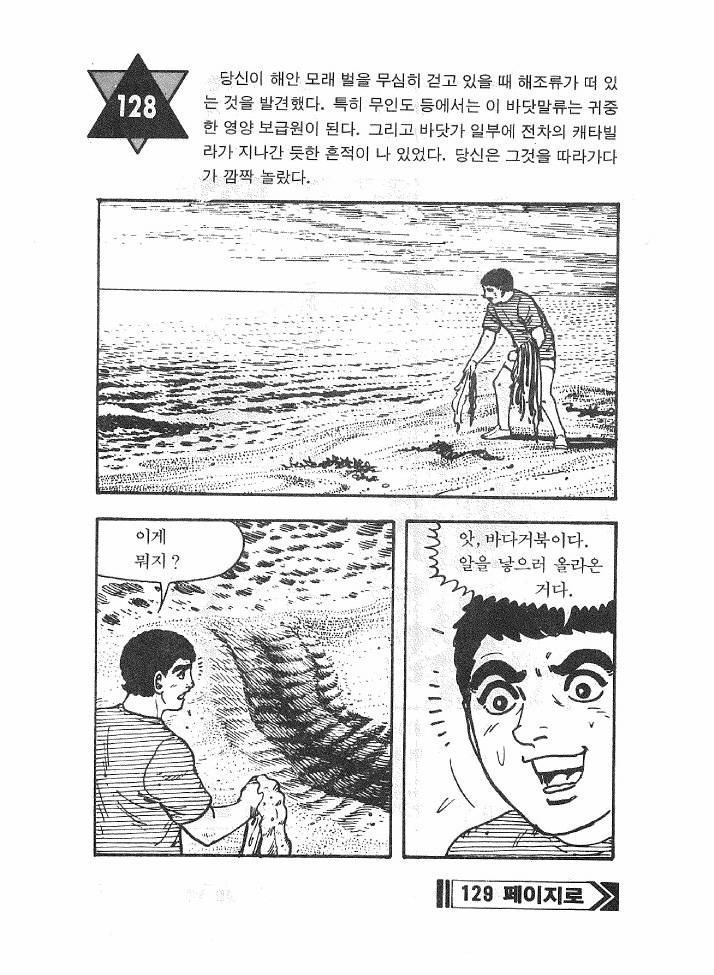 128
당신이 해안 모래 벌을 무심히 걷고 있을 때 해조류가 떠 있
는 것을 발견했다. 특히 무인도 등에서는 이 바닷말류는 귀중
한 영양 보급원이 된다. 그리고 바닷가 일부에 전차의 캐타빌
라가 지나간 듯한 흔적이 나 있었다. 당신은 그것을 따라가다
가 깜짝 놀랐다.
이게
뭐지?
앗, 바다거북이다.
알을 낳으러 올라온
거다.
129 페이지로